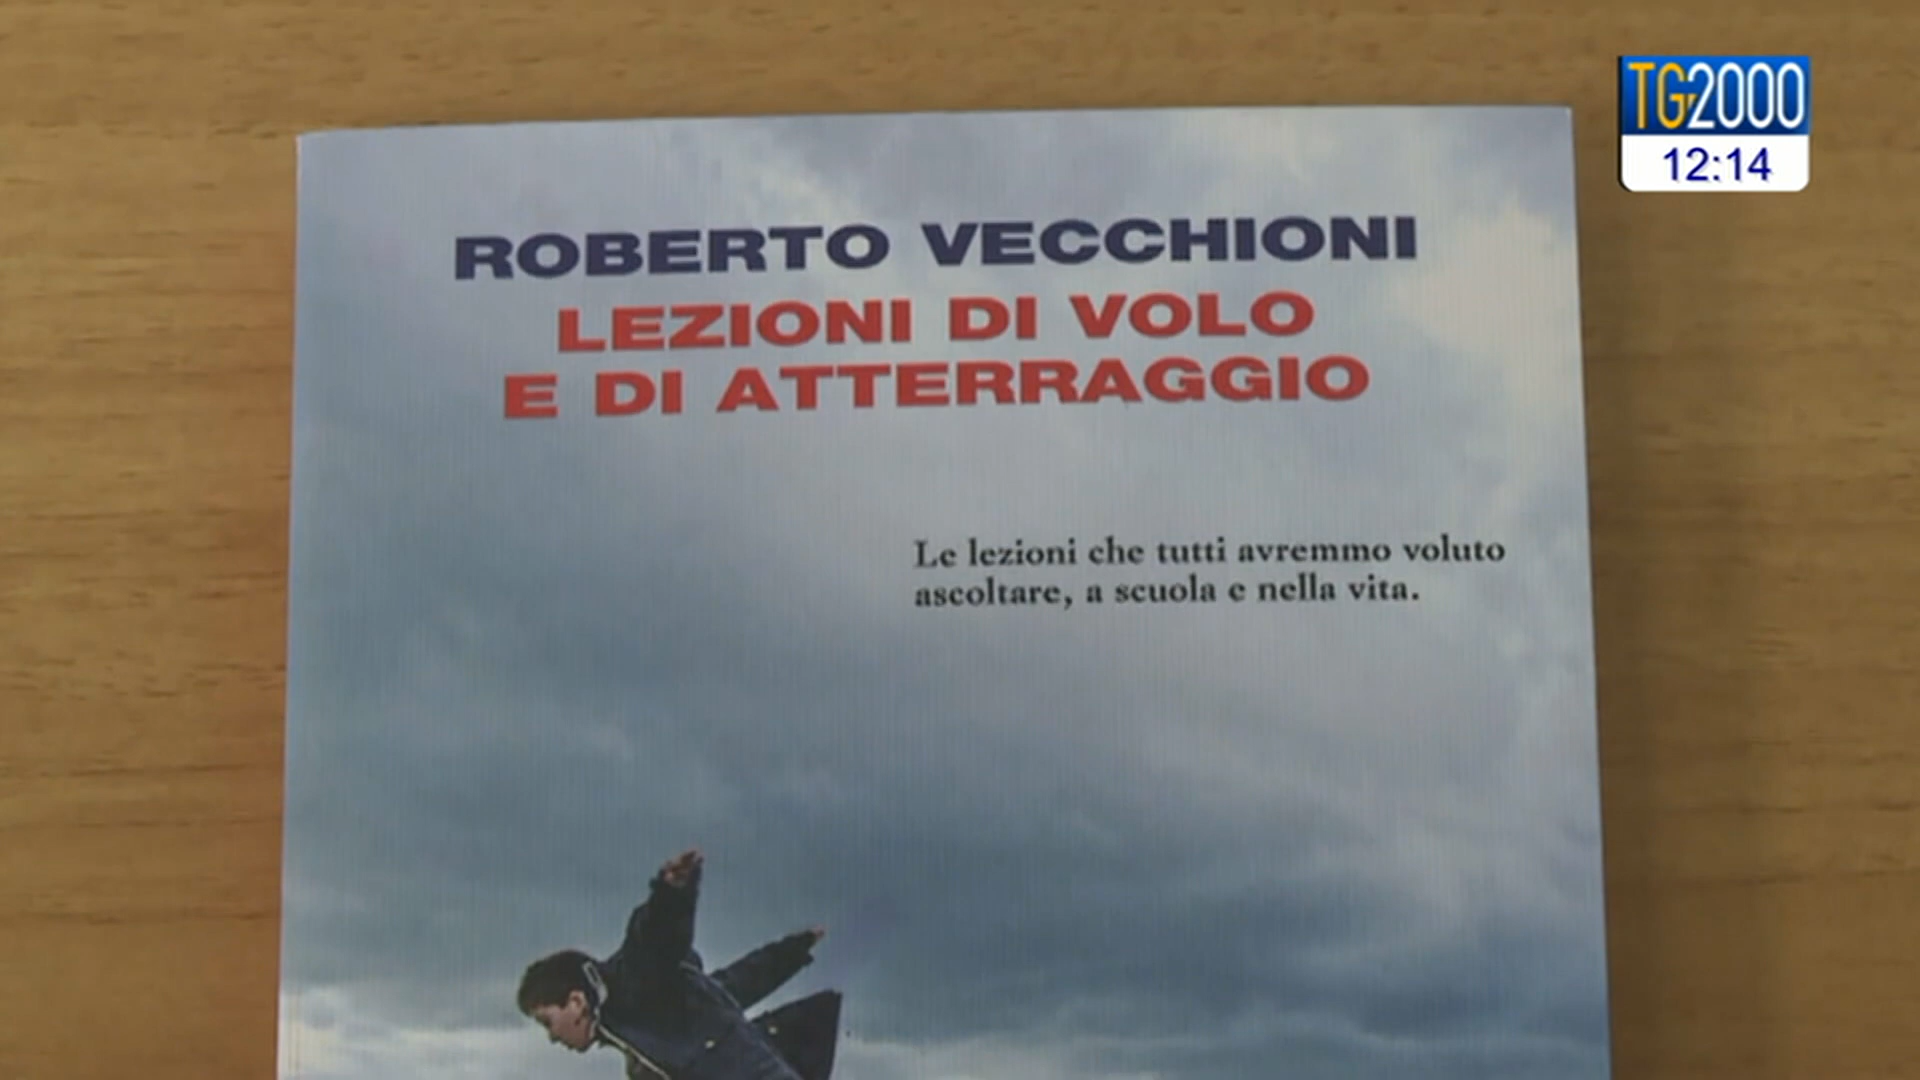 TG2000
12:14
ROBERTO VECCHIONI
LEZIONI DI VOLO
E DI ATTERRAGGIO
Le lezioni che tutti avremmo voluto
ascoltare, a scuola e nella vita.